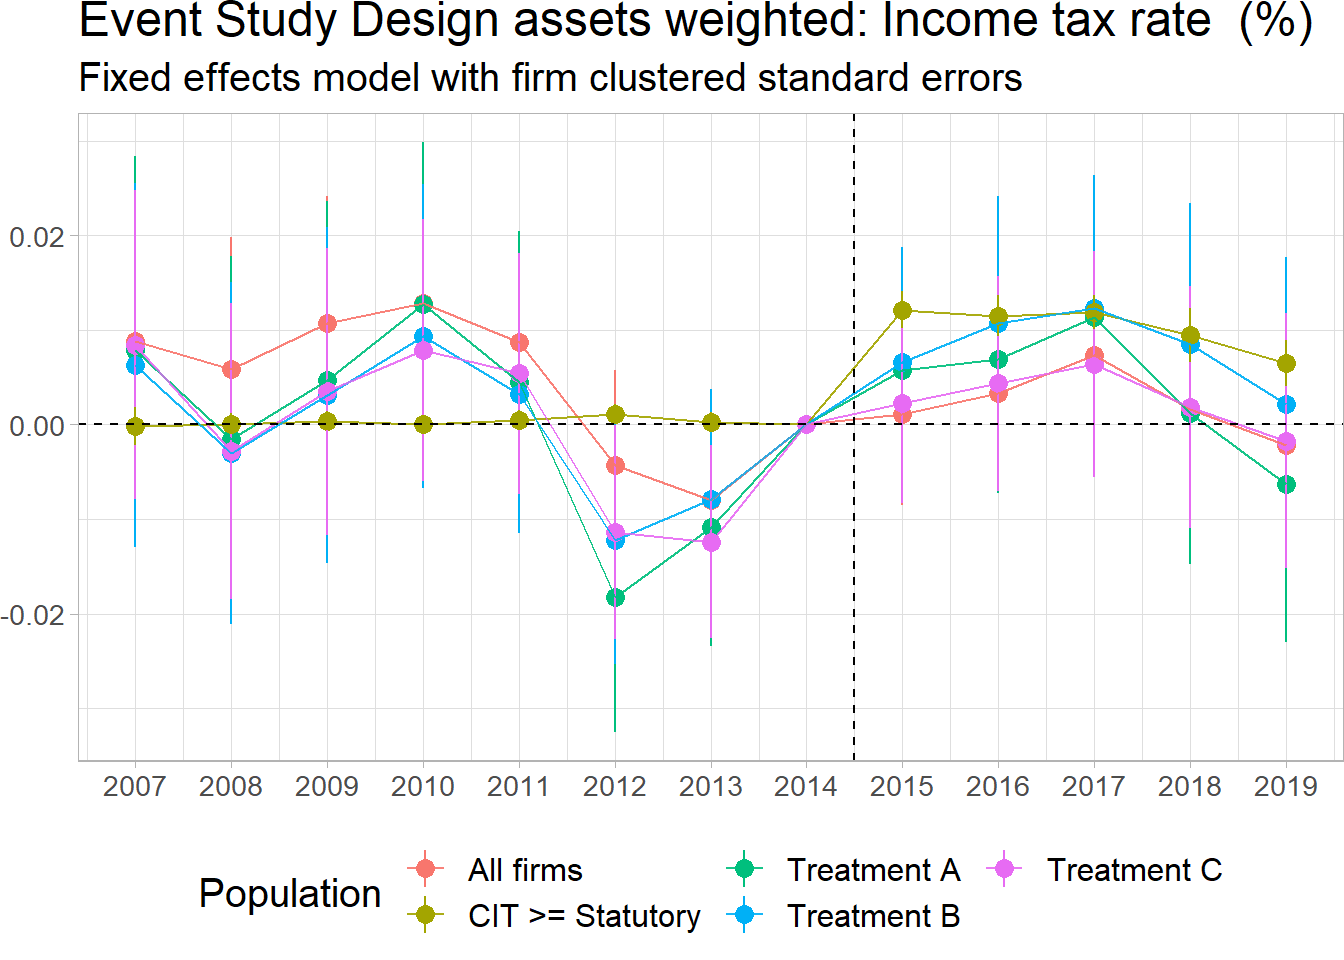 Event Study Design assets weighted: Income tax rate  (%)
Fixed effects model with firm clustered standard errors
0.02
0.00
-0.02
2007 2008 2009 2010 2011 2012 2013 2014 2015 2016 2017 2018 2019
Population
All firms
CIT >= Statutory
Treatment A
Treatment B
Treatment C